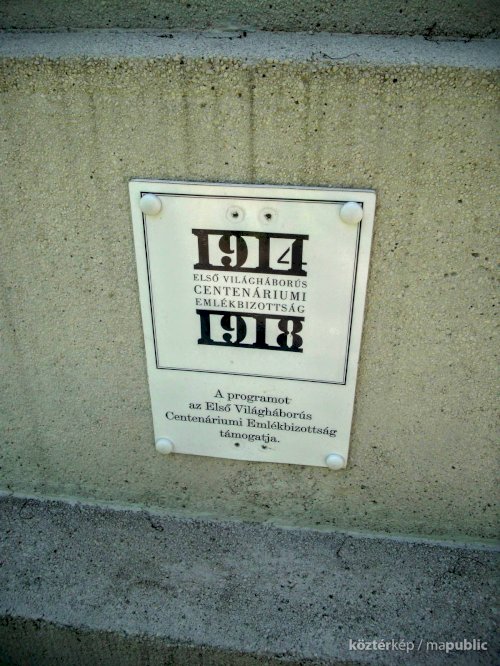 1914
ELSŐ VILÁGHÁBORÚS
CENTENÁRIUMI
EMLÉKBIZOTTSÁG
1918
A programot
az Első Világháborús
Centenáriumi Emlékbizottság
támogatja.
köztérkép / mapublic